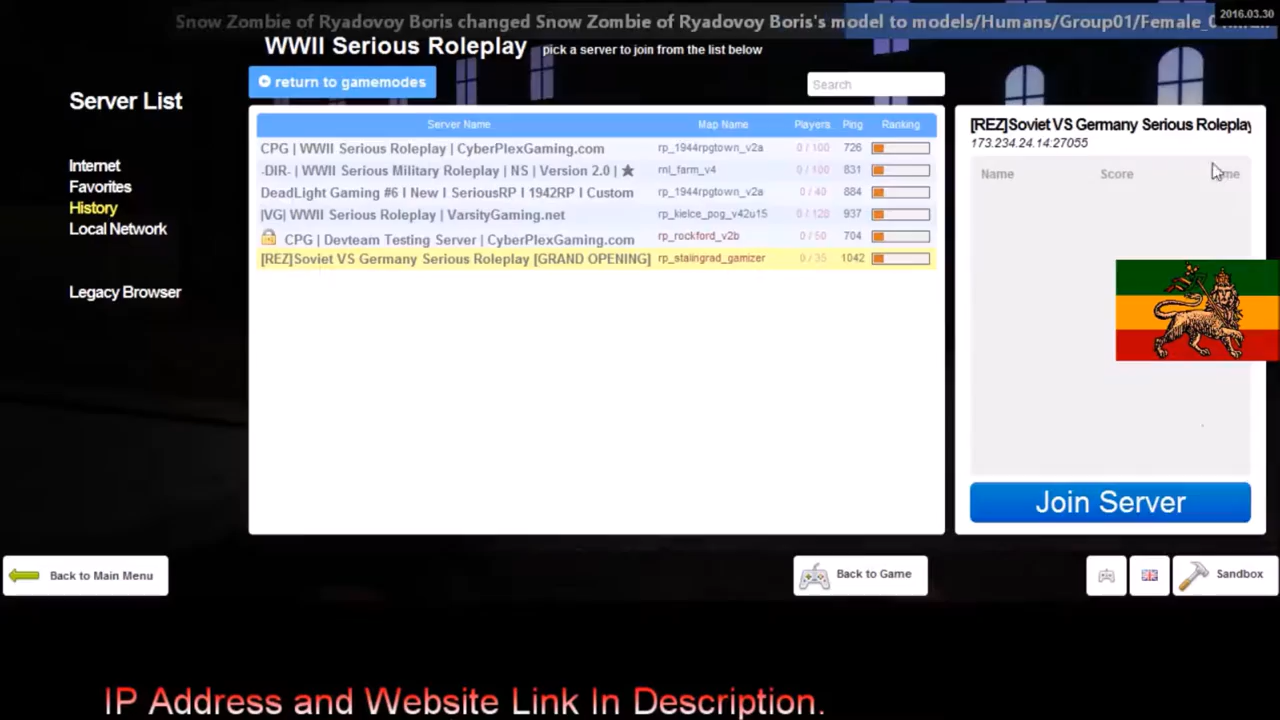 Snow Zombie of Ryadovoy Boris changed Snow Zombie of Ryadovoy Boris's model to models/Humans/Group01/Female_
2016.03.30
WWII Serious Roleplay pick a server to join from the list below
return to gamemodes
Search
Server List
Internet
Favorites
History
Local Network
Legacy Browser
Server Name Map Name Players Ping Ranking
CPG | WWII Serious Roleplay | CyberPlexGaming.com rp_1944rpgtown_v2a 0 / 100 726
-DIR- | WWII Serious Military Roleplay | NS | Version 2.0 | ★ rnl_farm_v4 0 / 100 831
DeadLight Gaming #6 I New I SeriousRP I 1942RP I Custom rp_1944rpgtown_v2a 0 / 40 884
|VG| WWII Serious Roleplay | VarsityGaming.net rp_kielce_pog_v42u15 0 / 128 937
CPG | Devteam Testing Server | CyberPlexGaming.com rp_rockford_v2b 0 / 50 704
[REZ]Soviet VS Germany Serious Roleplay [GRAND OPENING] rp_stalingrad_gamizer 0 / 35 1042
[REZ]Soviet VS Germany Serious Roleplay
173.234.24.14:27055
Name Score
Join Server
Back to Main Menu
Back to Game
Sandbox
IP Address and Website Link In Description.